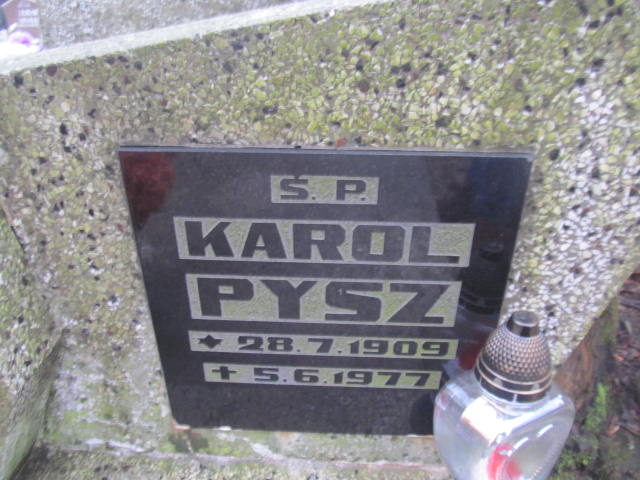 Ś. P.
KAROL
PYSZ
✦ 28.7.1909
✝ 5.6.1977